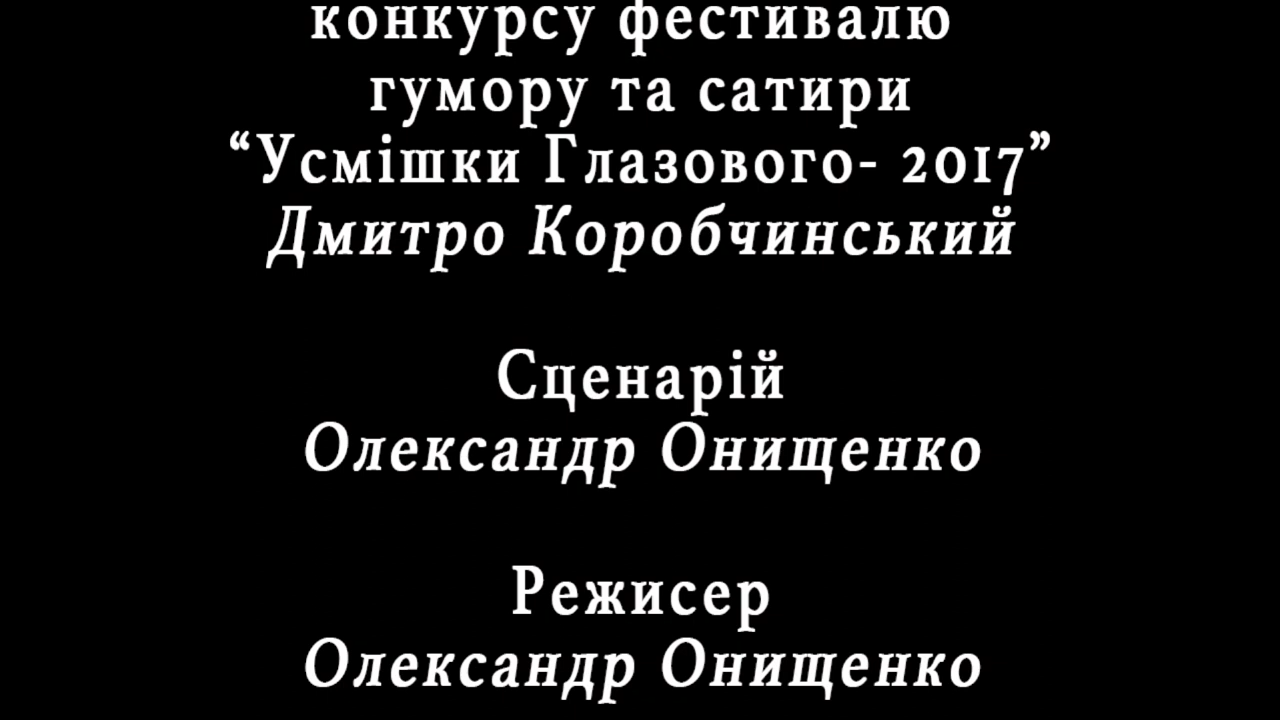 конкурсу фестивалю
гумору та сатири
“Усмішки Глазового- 2017”
Дмитро Коробчинський
Сценарій
Олександр Онищенко
Режисер
Олександр Онищенко